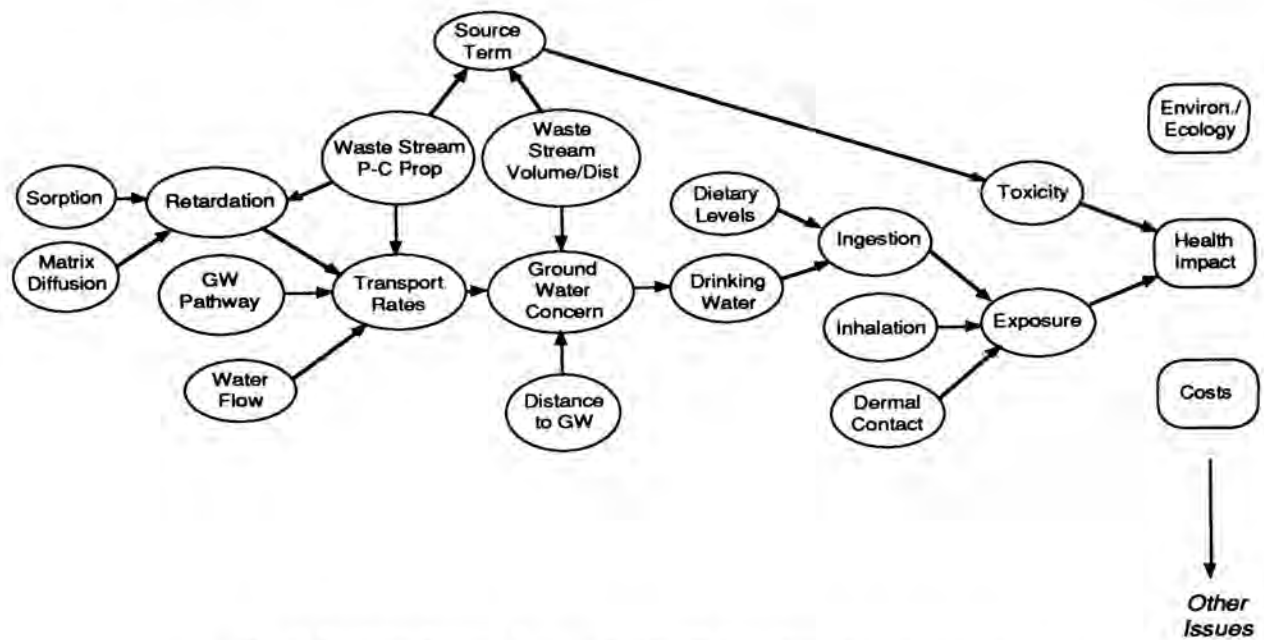 Source
Term
Environ./
Ecology
Waste Stream
P-C Prop
Waste
Stream
Volume/Dist
Sorption
Retardation
Dietary
Levels
Toxicity
Ingestion
Health
Impact
Matrix
Diffusion
GW
Pathway
Transport
Rates
Ground
Water
Concern
Drinking
Water
Inhalation
Exposure
Water
Flow
Distance
to GW
Dermal
Contact
Costs
Other
Issues